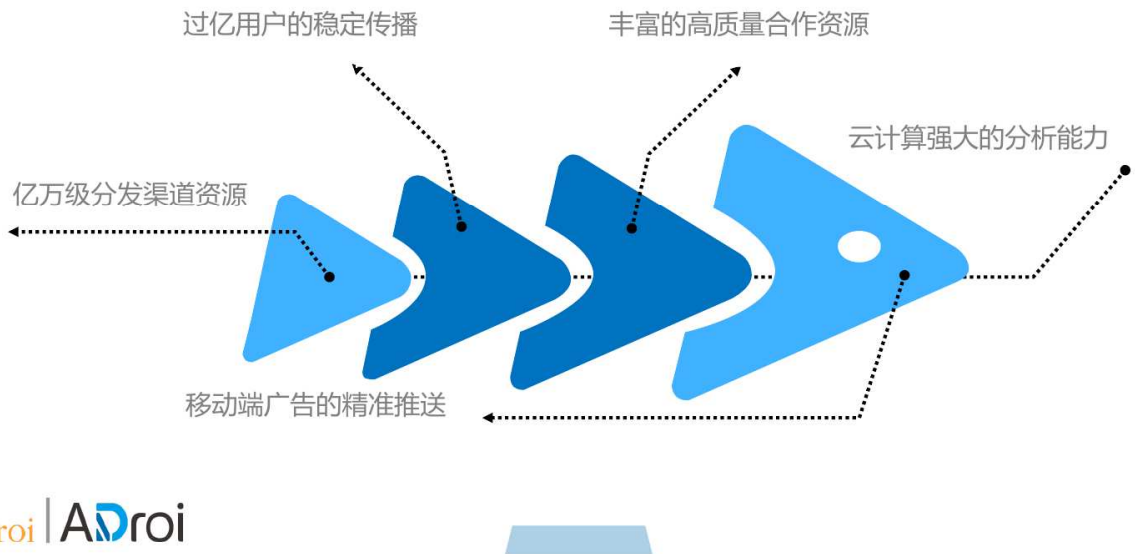 过亿用户的稳定传播
丰富的高质量合作资源
云计算强大的分析能力
亿万级分发渠道资源
移动端广告的精准推送
roi
ADroi